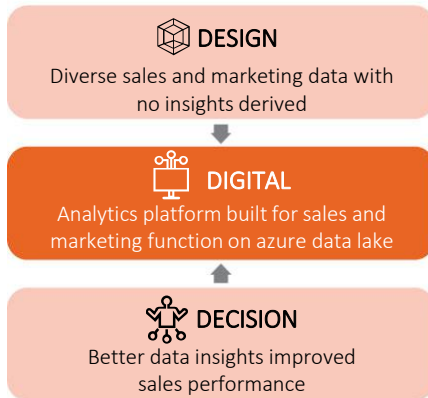 DESIGN
Diverse sales and marketing data with
no insights derived
DIGITAL
Analytics platform built for sales and
marketing function on azure data lake
DECISION
Better data insights improved
sales performance